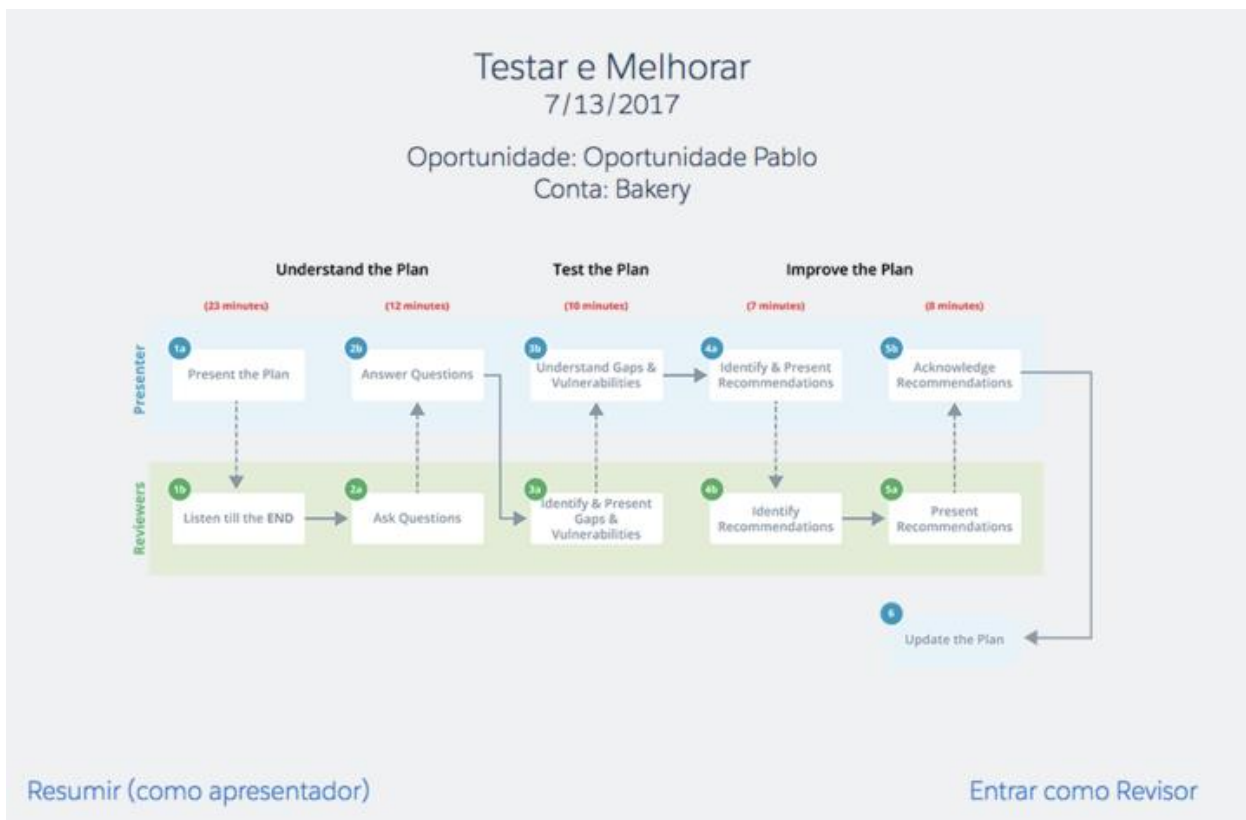 Testar e Melhorar
7/13/2017
Oportunidade: Oportunidade Pablo
Conta: Bakery
Understand the Plan
Test the Plan
Improve the Plan
(23 minutes)
(12 minutes)
(10 minutes)
(7 minutes)
(8 minutes)
Presenter
1a
Present the Plan
2b
Answer Questions
3b
Understand Gaps &
Vulnerabilities
4a
Identify & Present
Recommendations
5b
Acknowledge
Recommendations
Reviewers
1b
Listen till the END
2a
Ask Questions
3a
Identify & Present
Gaps &
Vulnerabilities
4b
Identify
Recommendations
5a
Present
Recommendations
6
Update the Plan
Resumir (como apresentador)
Entrar como Revisor